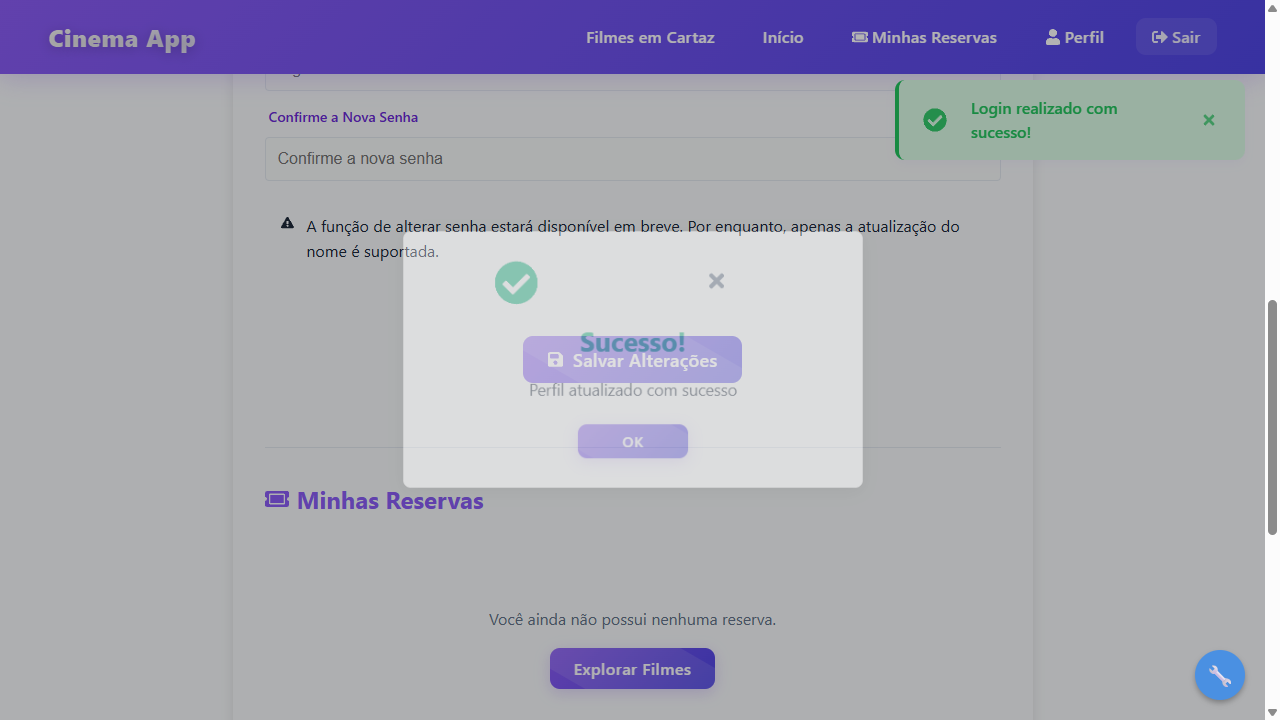 Cinema App
Filmes em Cartaz
Início
Minhas Reservas
Perfil
Sair
Login realizado com
sucesso!
Confirme a Nova Senha
Confirme a nova senha
A função de alterar senha estará disponível em breve. Por enquanto, apenas a atualização do
nome é suportada.
Sucesso!
Salvar Alterações
Perfil atualizado com sucesso
OK
Minhas Reservas
Você ainda não possui nenhuma reserva.
Explorar Filmes